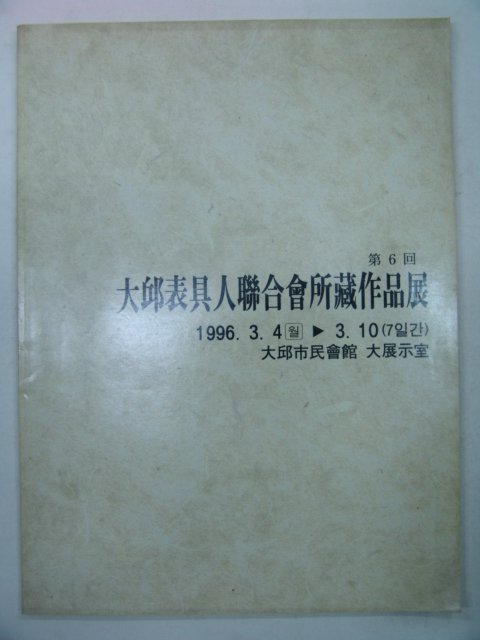 第 6 回
大邱表具人聯合會所藏作品展
1996. 3. 4 월 ▶ 3. 10 (7일간)
大邱市民會館 大展示室